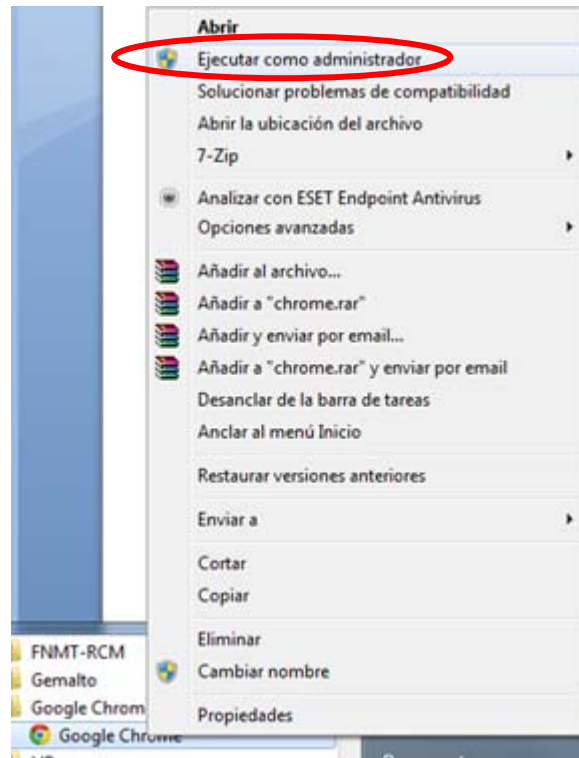 Abrir
Ejecutar como administrador
Solucionar problemas de compatibilidad
Abrir la ubicación del archivo
7-Zip
Analizar con ESET Endpoint Antivirus
Opciones avanzadas
Añadir al archivo...
Añadir a "chrome.rar"
Añadir y enviar por email...
Añadir a "chrome.rar" y enviar por email
Desanclar de la barra de tareas
Anclar al menú Inicio
Restaurar versiones anteriores
Enviar a
Cortar
Copiar
Eliminar
Cambiar nombre
Propiedades
FNMT-RCM
Gemalto
Google Chrom
Google Chrome